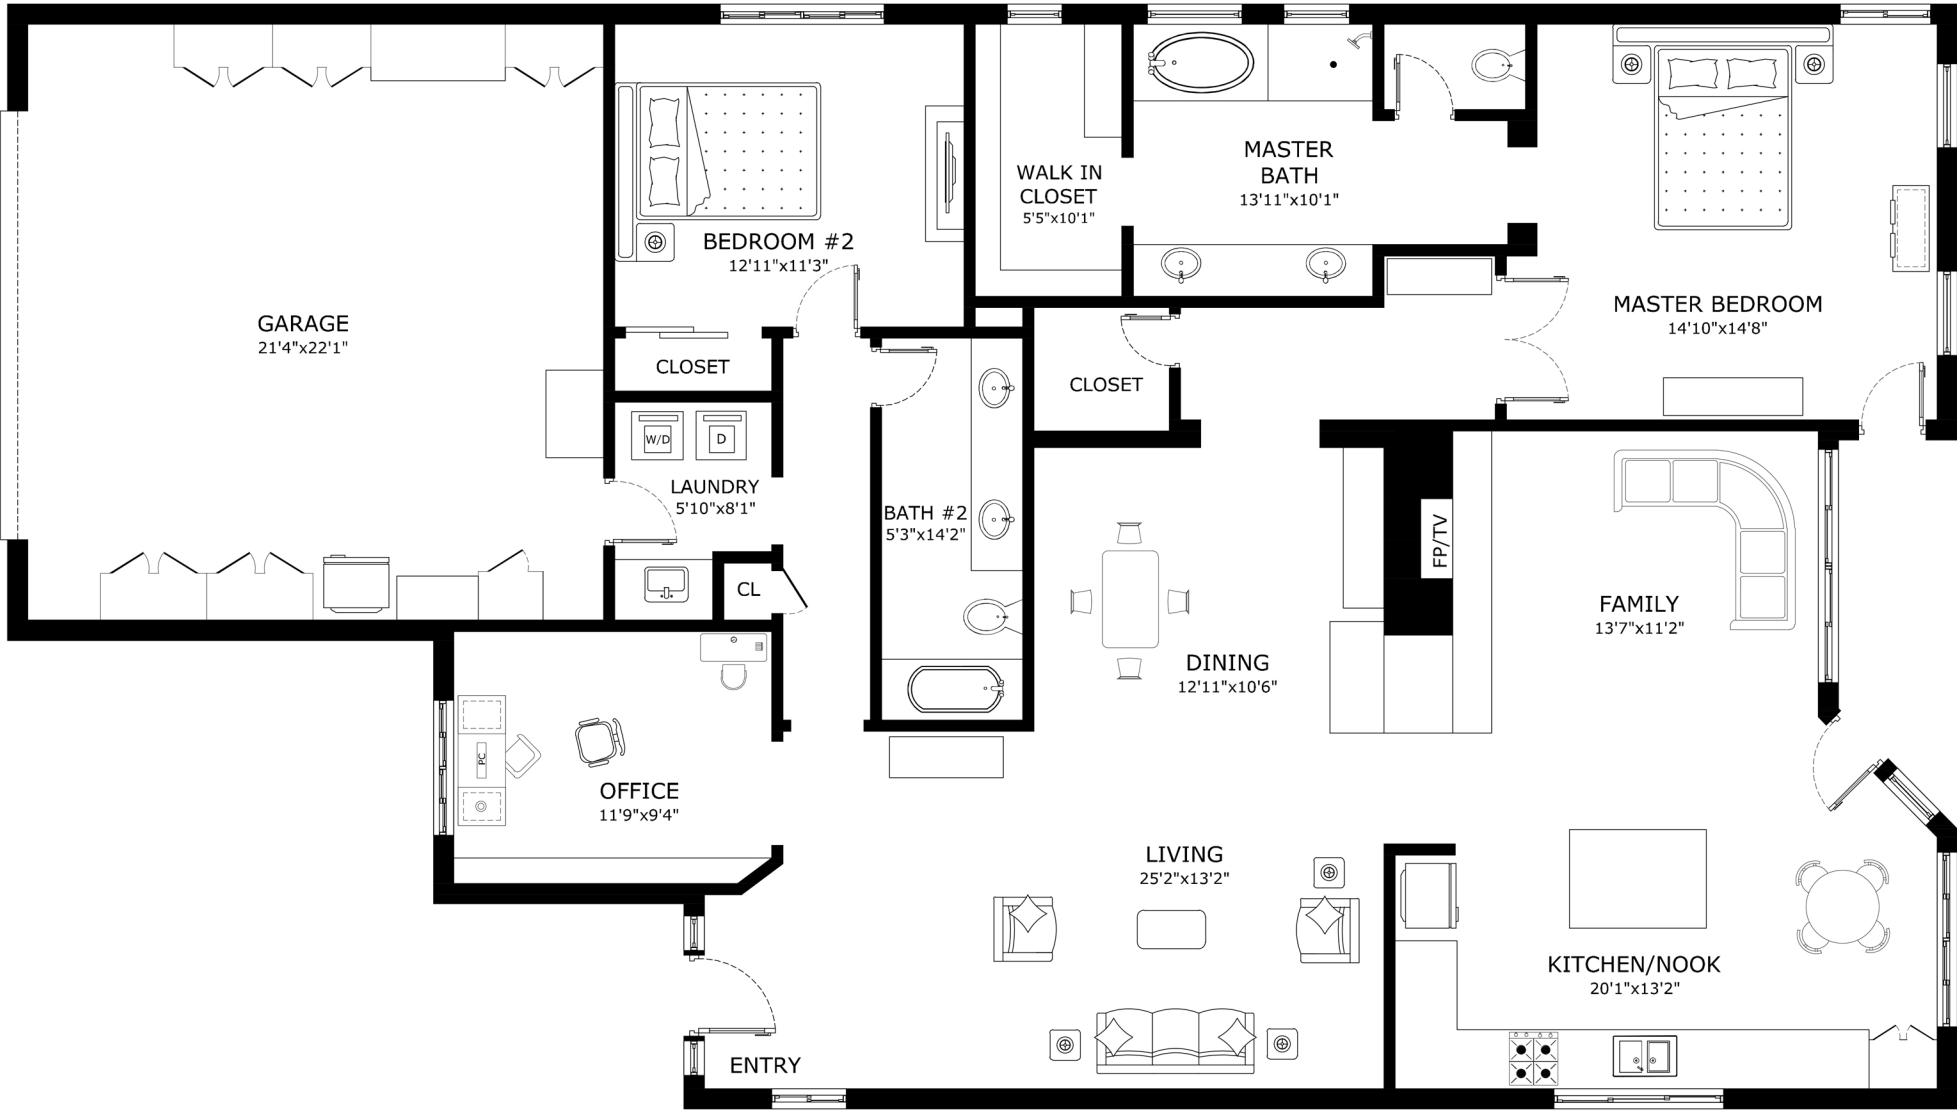 GARAGE
21'4"x22'1"
BEDROOM #2
12'11"x11'3"
CLOSET
W/D
D
LAUNDRY
5'10"x8'1"
CL
BATH #2
5'3"x14'2"
WALK IN
CLOSET
5'5"x10'1"
MASTER
BATH
13'11"x10'1"
MASTER BEDROOM
14'10"x14'8"
CLOSET
FP/TV
FAMILY
13'7"x11'2"
DINING
12'11"x10'6"
PC
OFFICE
11'9"x9'4"
LIVING
25'2"x13'2"
KITCHEN/NOOK
20'1"x13'2"
ENTRY